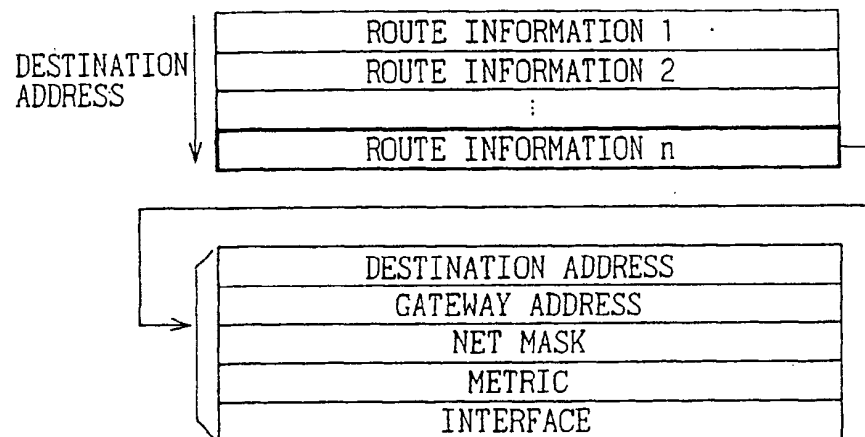 ROUTE INFORMATION 1
DESTINATION
ADDRESS
ROUTE INFORMATION 2
⋮
ROUTE INFORMATION n
DESTINATION ADDRESS
GATEWAY ADDRESS
NET MASK
METRIC
INTERFACE